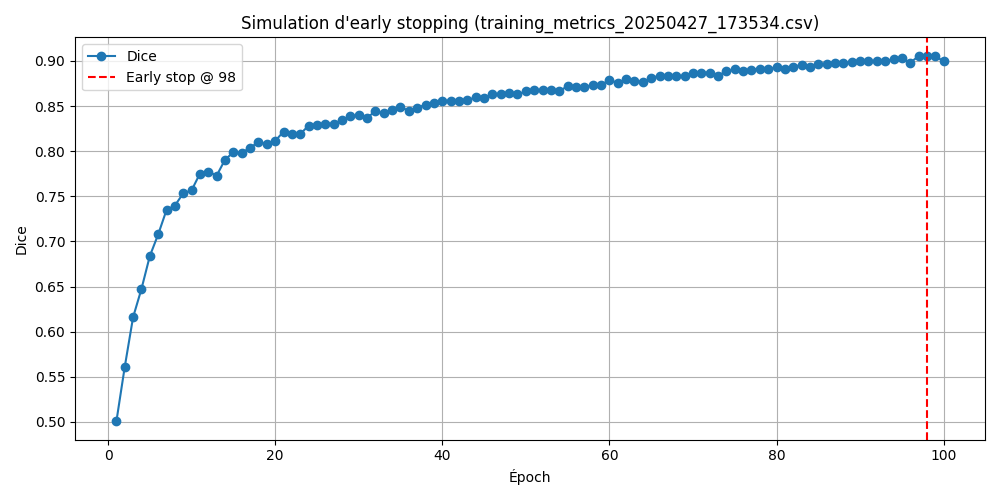 Simulation d'early stopping (training_metrics_20250427_173534.csv)
Dice
Early stop @ 98
0.90
0.85
0.80
0.75
0.70
0.65
0.60
0.55
0.50
Dice
0 20 40 60 80 100
Époch